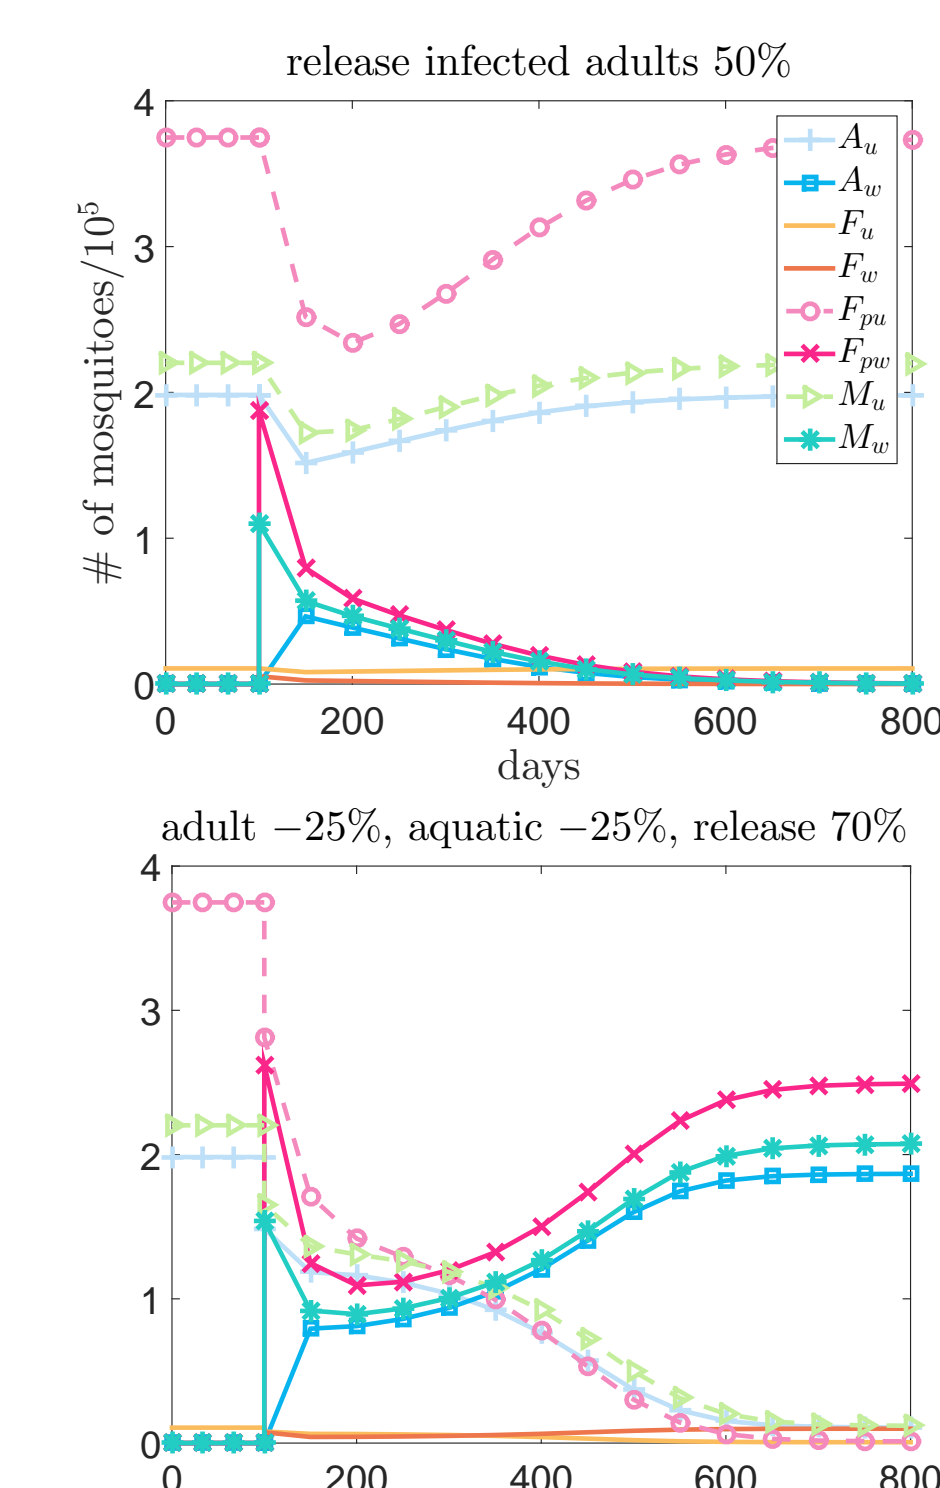 release infected adults 50%
4
3
2
1
0
# of mosquitoes/10⁵
A_u
A_w
F_u
F_w
F_pu
F_pw
M_u
M_w
0 200 400 600 800
days
adult −25%, aquatic −25%, release 70%
4
3
2
1
0
0 200 400 600 800